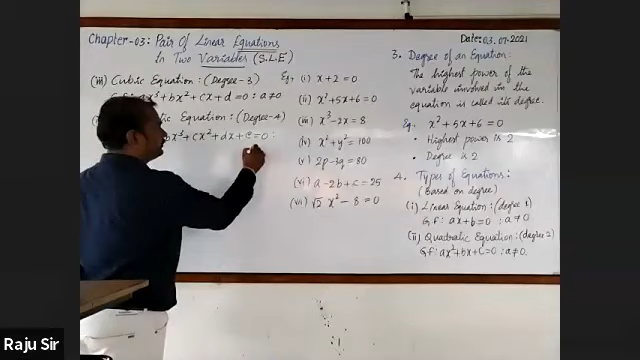 Chapter-03: Pair Of Linear Equations
In Two Variables (S.L.E)
(iii) Cubic Equation: (Degree-3)
ax³+bx²+cx+d=0: a≠0
Equation: (Degree-4)
bx³+cx²+dx+e=0:
Eg, (i) x+2=0
(ii) x²+5x+6=0
(iii) x³-2x=8
(iv) x²+y²=100
(v) 2p-3q=80
(vi) a-2b+c=25
(vii) √2 x²-8=0
Date: 03.07.2021
3. Degree of an Equation:
The highest power of the
variable involved in the
equation is called its degree.
Eg, x²+5x+6=0
• Highest power is 2
• Degree is 2
4. Types of Equations:
(Based on degree)
(i) Linear Equation: (degree 1)
G.f: ax+b=0 : a≠0
(ii) Quadratic Equation: (degree 2)
G.f: ax²+bx+c=0 : a≠0.
Raju Sir